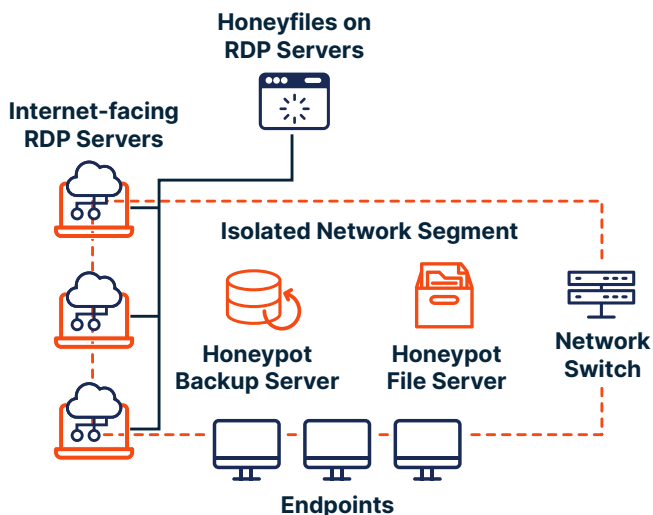 Honeyfiles on
RDP Servers
Internet-facing
RDP Servers
Isolated Network Segment
Honeypot
Backup Server
Honeypot
File Server
Network
Switch
Endpoints